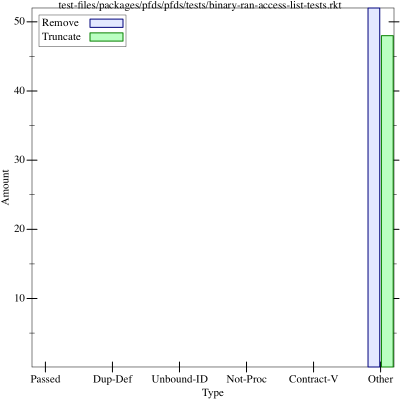 test-files/packages/pfds/pfds/tests/binary-ran-access-list-tests.rkt
Remove
Truncate
50
40
30
20
10
Amount
Passed Dup-Def Unbound-ID Not-Proc Contract-V Other
Type